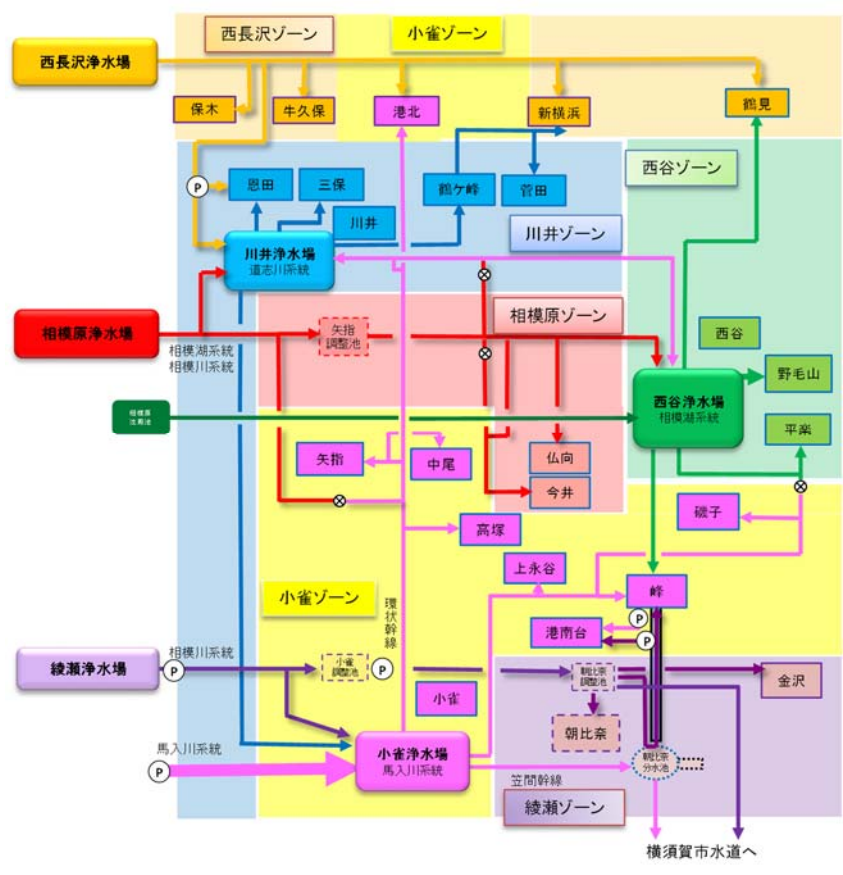 西長沢ゾーン
小雀ゾーン
西長沢浄水場
保木
牛久保
港北
新横浜
鶴見
西谷ゾーン
P
恩田
三保
鶴ケ峰
菅田
川井
川井ゾーン
川井浄水場
道志川系統
相模原浄水場
矢指
調整池
相模原ゾーン
相模湖系統
相模川系統
西谷
野毛山
西谷浄水場
相模湖系統
相模原
沈澱池
平楽
矢指
中尾
仏向
今井
磯子
高塚
上永谷
小雀ゾーン
環状幹線
峰
P
港南台
P
綾瀬浄水場
相模川系統
P
小雀
調整池
P
朝比奈
調整池
金沢
小雀
朝比奈
馬入川系統
P
小雀浄水場
馬入川系統
朝比奈
分水池
笠間幹線
綾瀬ゾーン
横須賀市水道へ